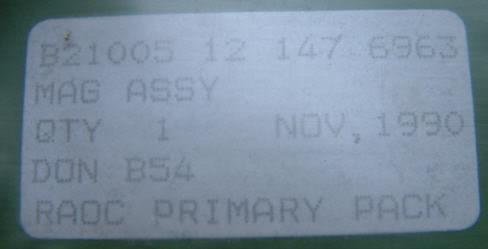 B21005 12 147 6963
MAG ASSY
QTY 1 NOV, 1990
DON B54
RAOC PRIMARY PACK